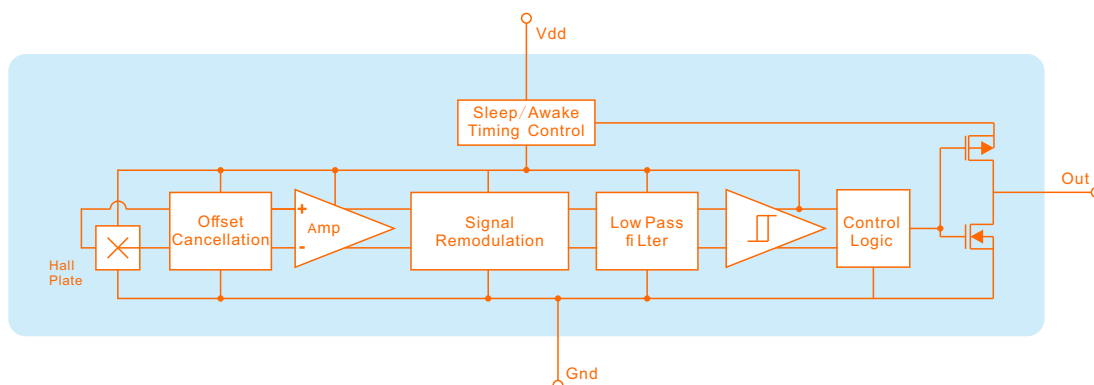 Vdd
Sleep/Awake
Timing Control
Out
Offset
Cancellation
+
-
Amp
Signal
Remodulation
Low Pass
fi Lter
Control
Logic
Hall
Plate
Gnd